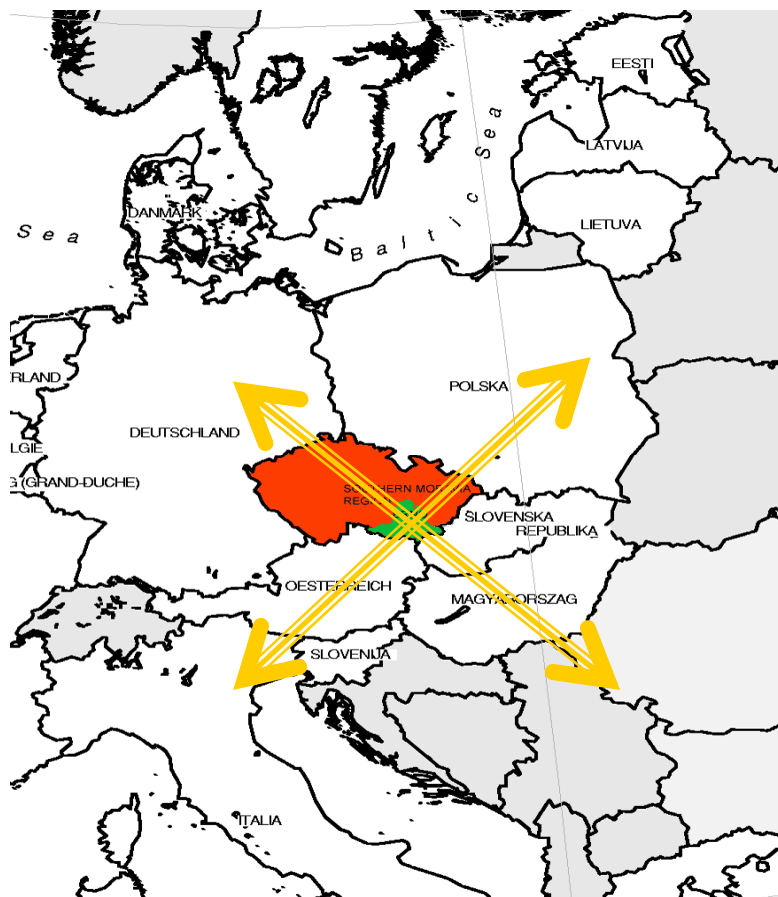 EESTI
LATVIJA
DANMARK
LIETUVA
Sea
Baltic Sea
ERLAND
POLSKA
DEUTSCHLAND
LGIE
G (GRAND-DUCHE)
SOUTHERN MORAVIA
REGION
SLOVENSKA
REPUBLIKA
OESTERREICH
MAGYARORSZAG
SLOVENIJA
ITALIA